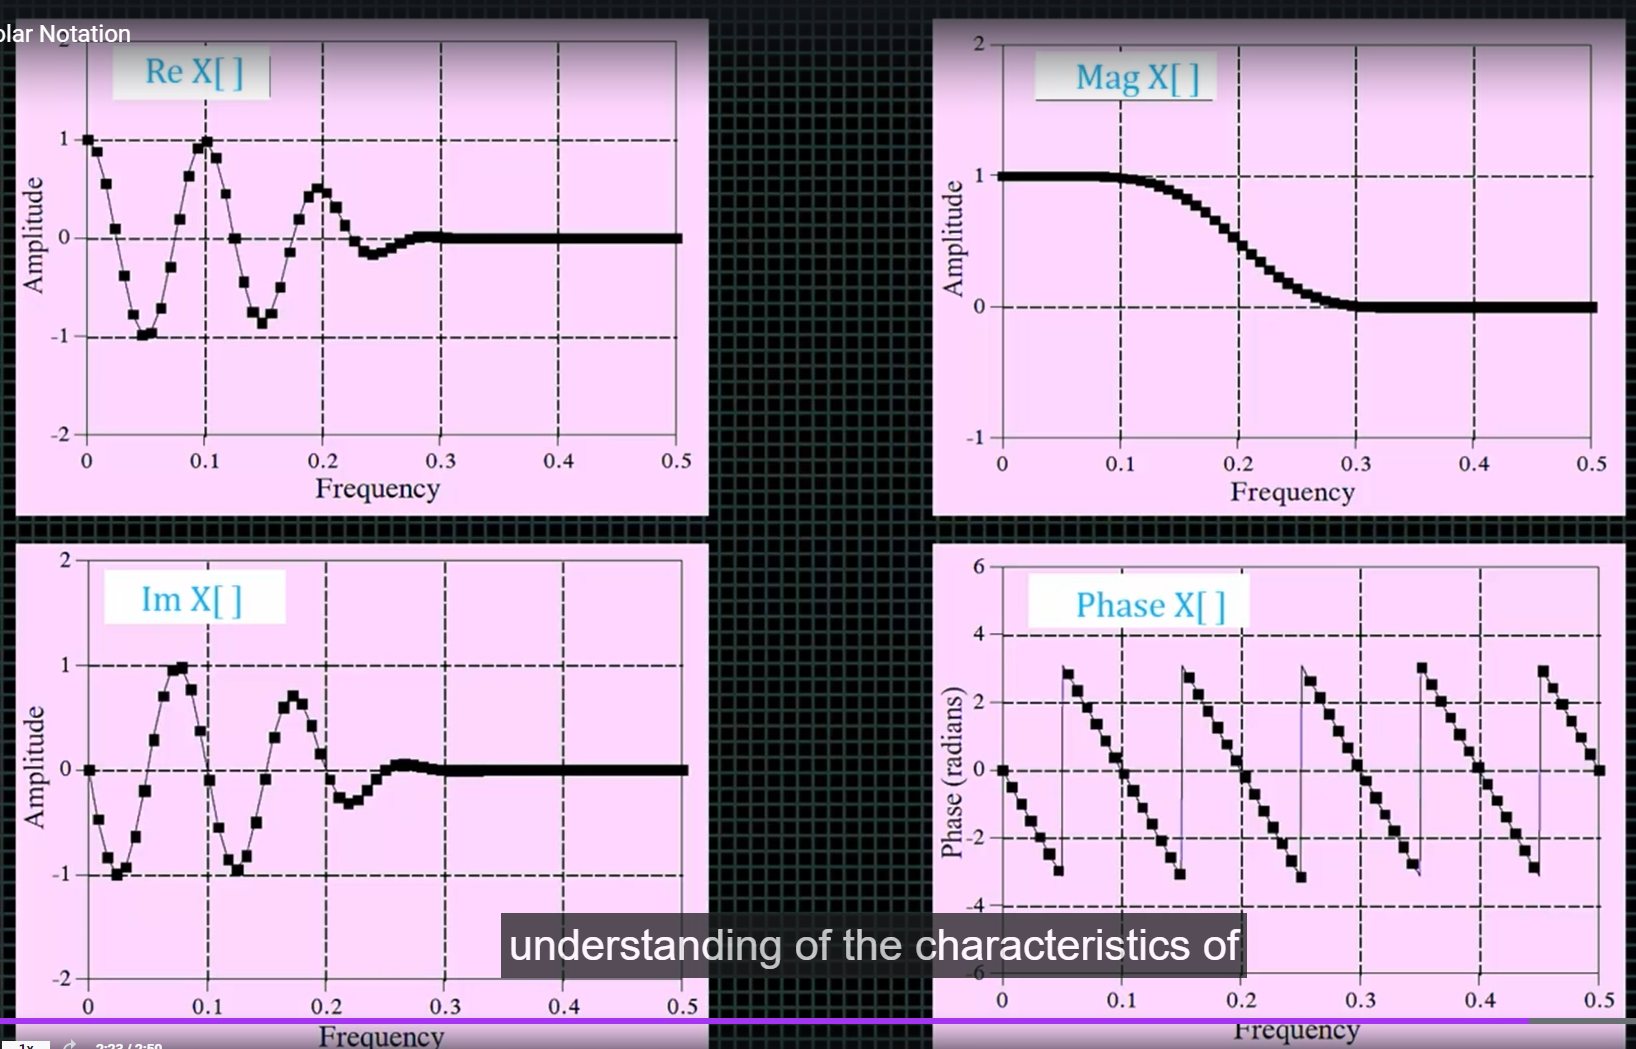 olar Notation
Re X[ ]
2
1
0
-1
-2
Amplitude
0 0.1 0.2 0.3 0.4 0.5
Frequency
Mag X[ ]
2
1
0
-1
Amplitude
0 0.1 0.2 0.3 0.4 0.5
Frequency
Im X[ ]
2
1
0
-1
-2
Amplitude
0 0.1 0.2 0.3 0.4 0.5
Frequency
Phase X[ ]
6
4
2
0
-2
-4
-6
Phase (radians)
0 0.1 0.2 0.3 0.4 0.5
Frequency
understanding of the characteristics of
1x 2:23 / 2:50